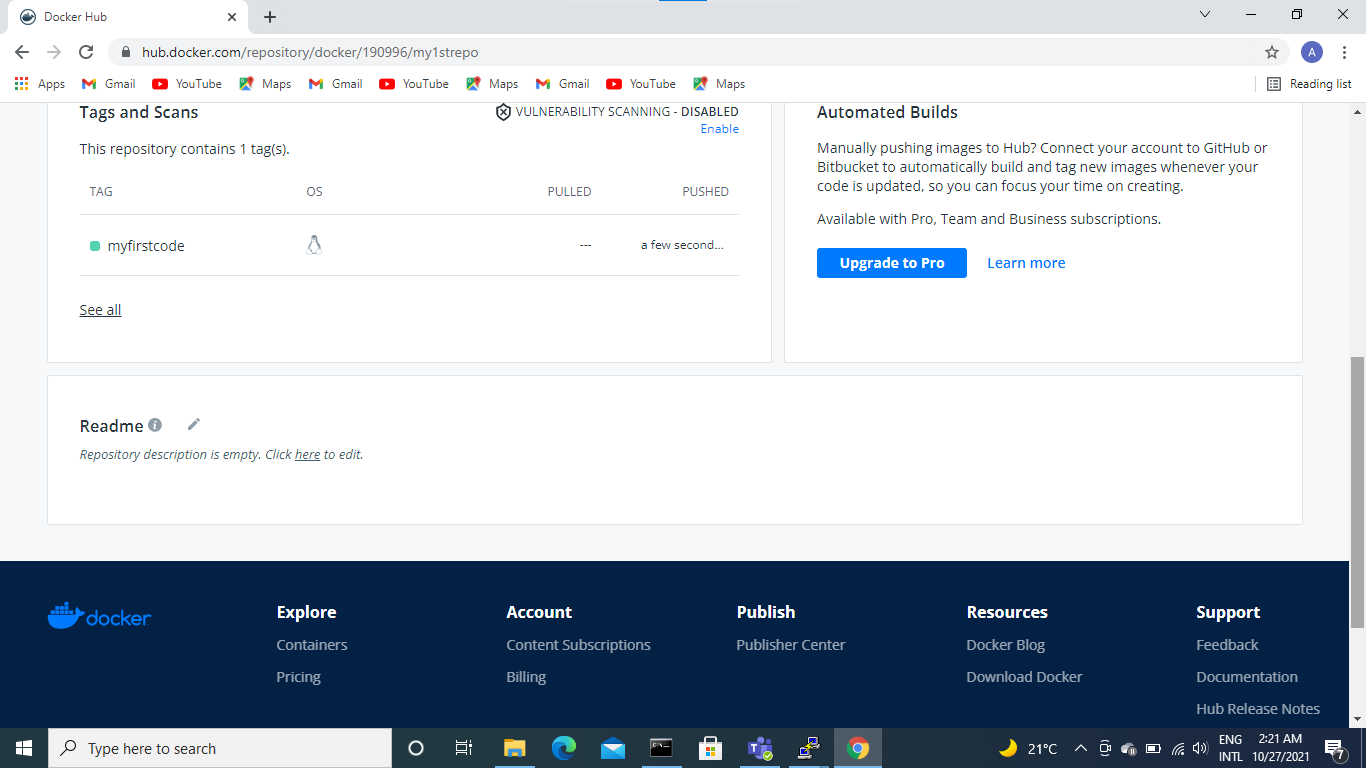 Docker Hub
hub.docker.com/repository/docker/190996/my1strepo
A
Apps Gmail YouTube Maps Gmail YouTube Maps Gmail YouTube Maps Reading list
Tags and Scans
VULNERABILITY SCANNING - DISABLED
Enable
This repository contains 1 tag(s).
TAG OS PULLED PUSHED
myfirstcode --- a few second...
See all
Automated Builds
Manually pushing images to Hub? Connect your account to GitHub or
Bitbucket to automatically build and tag new images whenever your
code is updated, so you can focus your time on creating.
Available with Pro, Team and Business subscriptions.
Upgrade to Pro Learn more
Readme
Repository description is empty. Click here to edit.
docker
Explore
Containers
Pricing
Account
Content Subscriptions
Billing
Publish
Publisher Center
Resources
Docker Blog
Download Docker
Support
Feedback
Documentation
Hub Release Notes
Type here to search
21°C
ENG
INTL
2:21 AM
10/27/2021
7